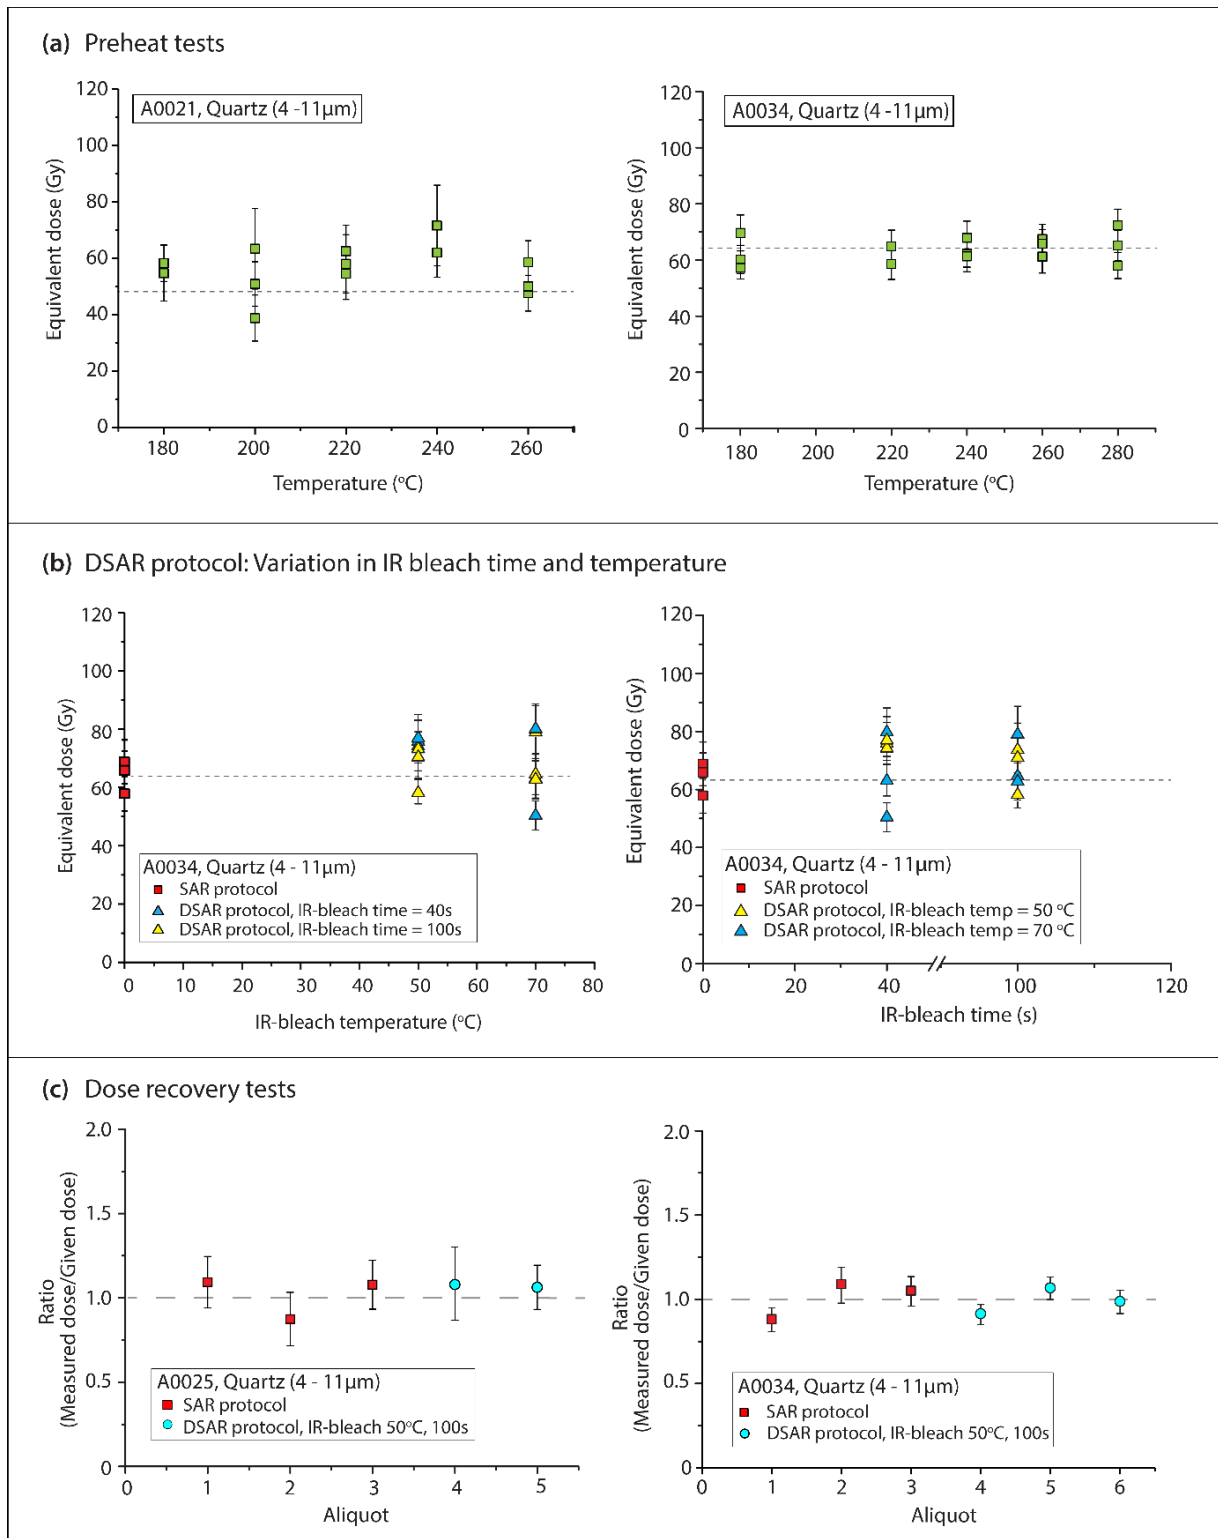 (a) Preheat tests
A0021, Quartz (4 -11µm)
Equivalent dose (Gy)
120
100
80
60
40
20
0
180
200
220
240
260
Temperature (ºC)
A0034, Quartz (4 -11µm)
Equivalent dose (Gy)
120
100
80
60
40
20
0
180
200
220
240
260
280
Temperature (ºC)
(b) DSAR protocol: Variation in IR bleach time and temperature
Equivalent dose (Gy)
120
100
80
60
40
20
0
A0034, Quartz (4 - 11µm)
SAR protocol
DSAR protocol, IR-bleach time = 40s
DSAR protocol, IR-bleach time = 100s
0
10
20
30
40
50
60
70
80
IR-bleach temperature (ºC)
Equivalent dose (Gy)
120
100
80
60
40
20
0
A0034, Quartz (4 - 11µm)
SAR protocol
DSAR protocol, IR-bleach temp = 50 ºC
DSAR protocol, IR-bleach temp = 70 ºC
0
20
40
100
120
IR-bleach time (s)
(c) Dose recovery tests
Ratio
(Measured dose/Given dose)
2.0
1.5
1.0
0.5
0
A0025, Quartz (4 - 11µm)
SAR protocol
DSAR protocol, IR-bleach 50ºC, 100s
0
1
2
3
4
5
Aliquot
Ratio
(Measured dose/Given dose)
2.0
1.5
1.0
0.5
0
A0034, Quartz (4 - 11µm)
SAR protocol
DSAR protocol, IR-bleach 50ºC, 100s
0
1
2
3
4
5
6
Aliquot